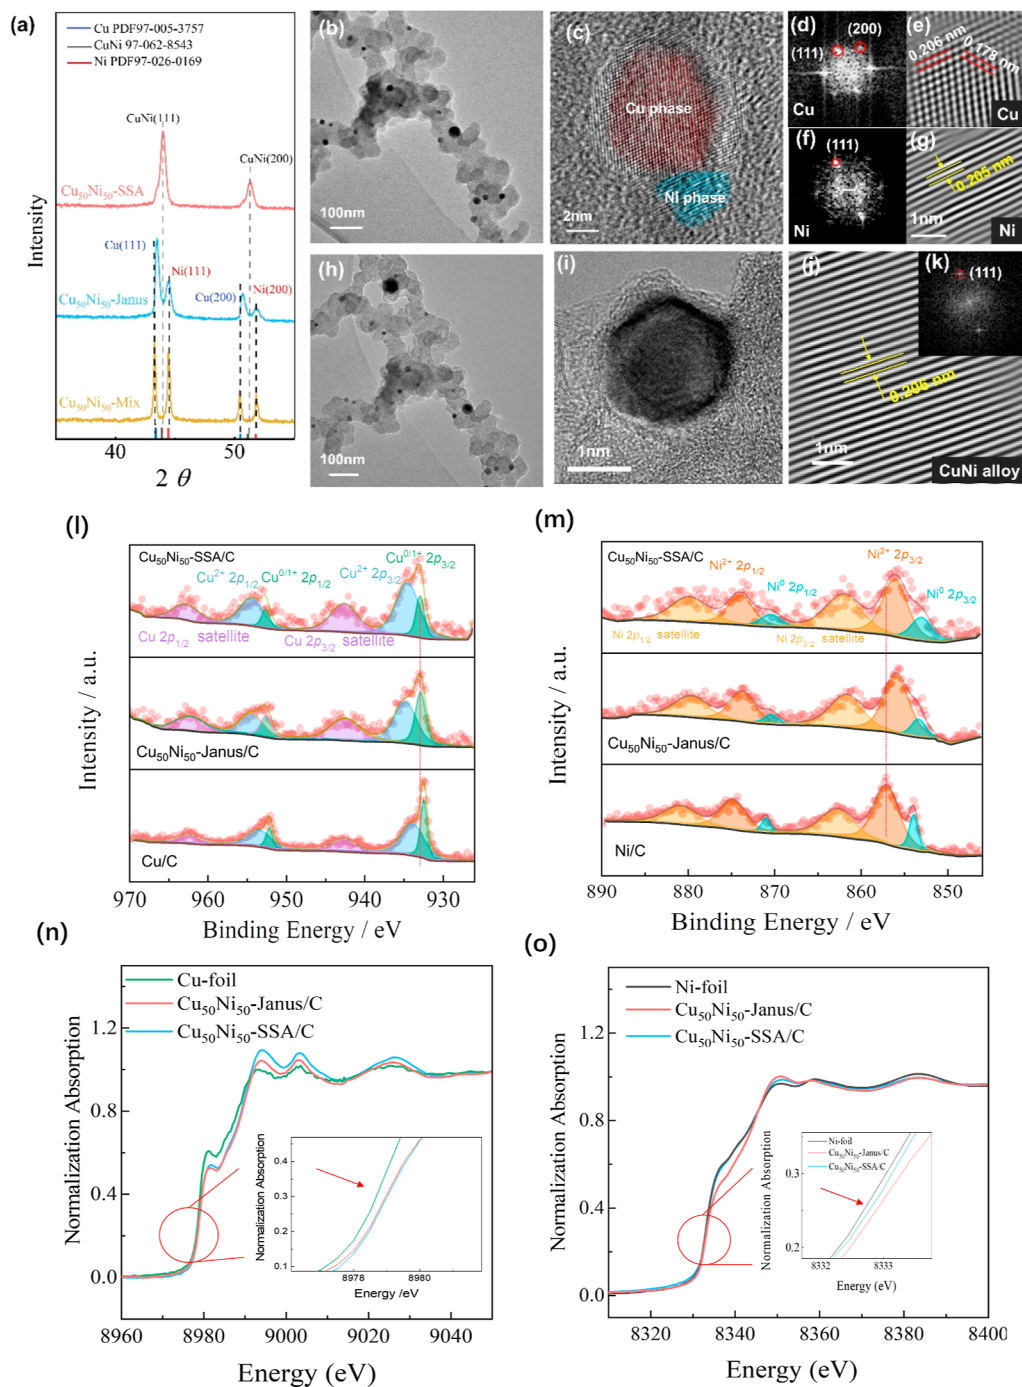 (a)
Cu PDF97-005-3757
CuNi 97-062-8543
Ni PDF97-026-0169
CuNi(111)
CuNi(200)
Cu₅₀Ni₅₀-SSA
Cu(111)
Ni(111)
Cu(200)
Ni(200)
Cu₅₀Ni₅₀-Janus
Cu₅₀Ni₅₀-Mix
Intensity
40
50
2 θ
(b)
100nm
(c)
Cu phase
Ni phase
2nm
(d)
(200)
(111)
Cu
(e)
0.206 nm
0.178 nm
Cu
(f)
(111)
Ni
(g)
0.205 nm
1nm
Ni
(h)
100nm
(i)
1nm
(j)
0.206 nm
1nm
CuNi alloy
(k)
(111)
(l)
Cu₅₀Ni₅₀-SSA/C
Cu⁰/¹⁺ 2p₃/₂
Cu²⁺ 2p₁/₂
Cu⁰/¹⁺ 2p₁/₂
Cu²⁺ 2p₃/₂
Cu 2p₁/₂ satellite
Cu 2p₃/₂ satellite
Cu₅₀Ni₅₀-Janus/C
Cu/C
Intensity / a.u.
970
960
950
940
930
Binding Energy / eV
(m)
Cu₅₀Ni₅₀-SSA/C
Ni²⁺ 2p₃/₂
Ni²⁺ 2p₁/₂
Ni⁰ 2p₁/₂
Ni⁰ 2p₃/₂
Ni 2p₁/₂ satellite
Ni 2p₃/₂ satellite
Cu₅₀Ni₅₀-Janus/C
Ni/C
Intensity / a.u.
890
880
870
860
850
Binding Energy / eV
(n)
Cu-foil
Cu₅₀Ni₅₀-Janus/C
Cu₅₀Ni₅₀-SSA/C
Normalization Absorption
1.2
0.8
0.4
0.0
Normalization Absorption
0.4
0.3
0.2
0.1
8978
8980
Energy /eV
8960
8980
9000
9020
9040
Energy (eV)
(o)
Ni-foil
Cu₅₀Ni₅₀-Janus/C
Cu₅₀Ni₅₀-SSA/C
Normalization Absorption
1.2
0.8
0.4
0.0
Ni-foil
Cu₅₀Ni₅₀-Janus/C
Cu₅₀Ni₅₀-SSA/C
Normalization Absorption
0.3
0.2
8332
8333
Energy (eV)
8320
8340
8360
8380
8400
Energy (eV)